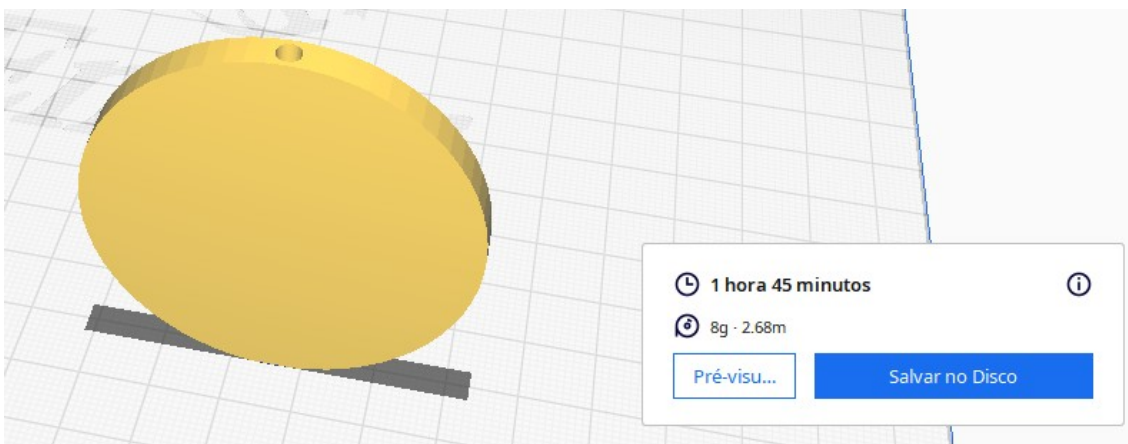 1 hora 45 minutos
8g · 2.68m
Pré-visu...
Salvar no Disco